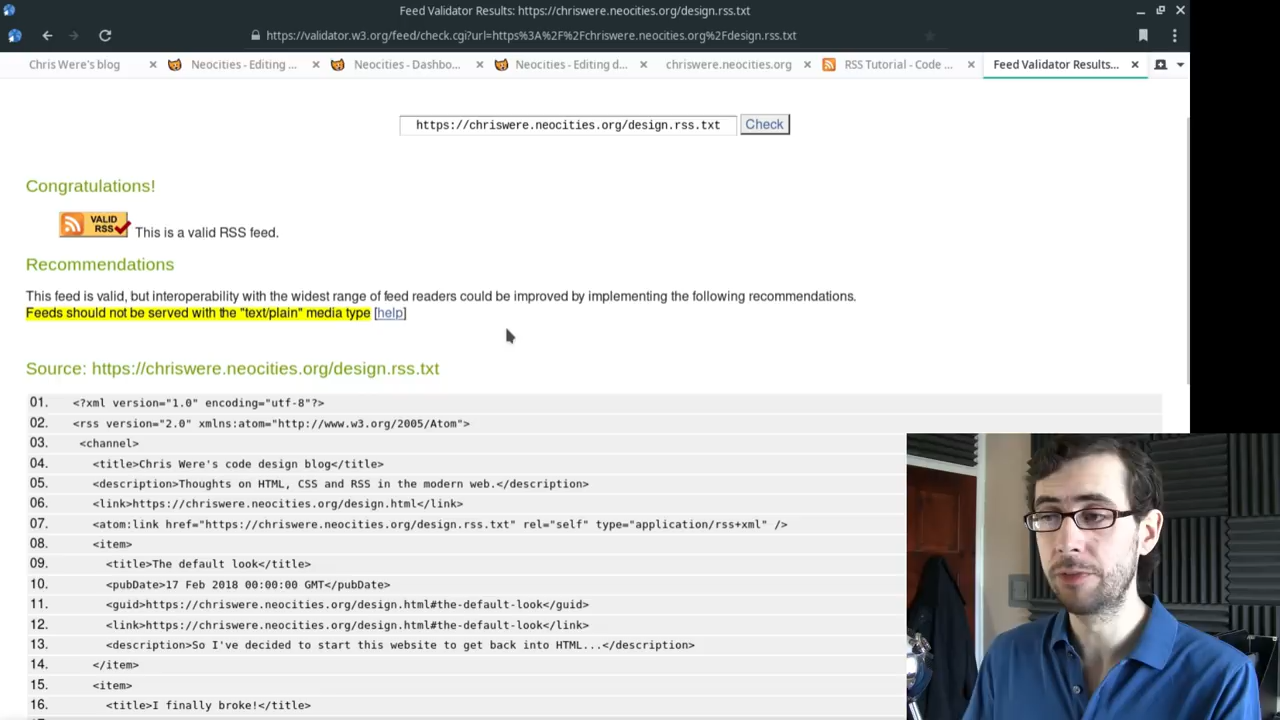 Feed Validator Results: https://chriswere.neocities.org/design.rss.txt
https://validator.w3.org/feed/check.cgi?url=https%3A%2F%2Fchriswere.neocities.org%2Fdesign.rss.txt
Chris Were's blog
Neocities - Editing ...
Neocities - Dashbo...
Neocities - Editing d...
chriswere.neocities.org
RSS Tutorial - Code ...
Feed Validator Results...
https://chriswere.neocities.org/design.rss.txt
Check
Congratulations!
VALID
RSS
This is a valid RSS feed.
Recommendations
This feed is valid, but interoperability with the widest range of feed readers could be improved by implementing the following recommendations.
Feeds should not be served with the "text/plain" media type [help]
Source: https://chriswere.neocities.org/design.rss.txt
01. <?xml version="1.0" encoding="utf-8"?>
02. <rss version="2.0" xmlns:atom="http://www.w3.org/2005/Atom">
03. <channel>
04. <title>Chris Were's code design blog</title>
05. <description>Thoughts on HTML, CSS and RSS in the modern web.</description>
06. <link>https://chriswere.neocities.org/design.html</link>
07. <atom:link href="https://chriswere.neocities.org/design.rss.txt" rel="self" type="application/rss+xml" />
08. <item>
09. <title>The default look</title>
10. <pubDate>17 Feb 2018 00:00:00 GMT</pubDate>
11. <guid>https://chriswere.neocities.org/design.html#the-default-look</guid>
12. <link>https://chriswere.neocities.org/design.html#the-default-look</link>
13. <description>So I've decided to start this website to get back into HTML...</description>
14. </item>
15. <item>
16. <title>I finally broke!</title>